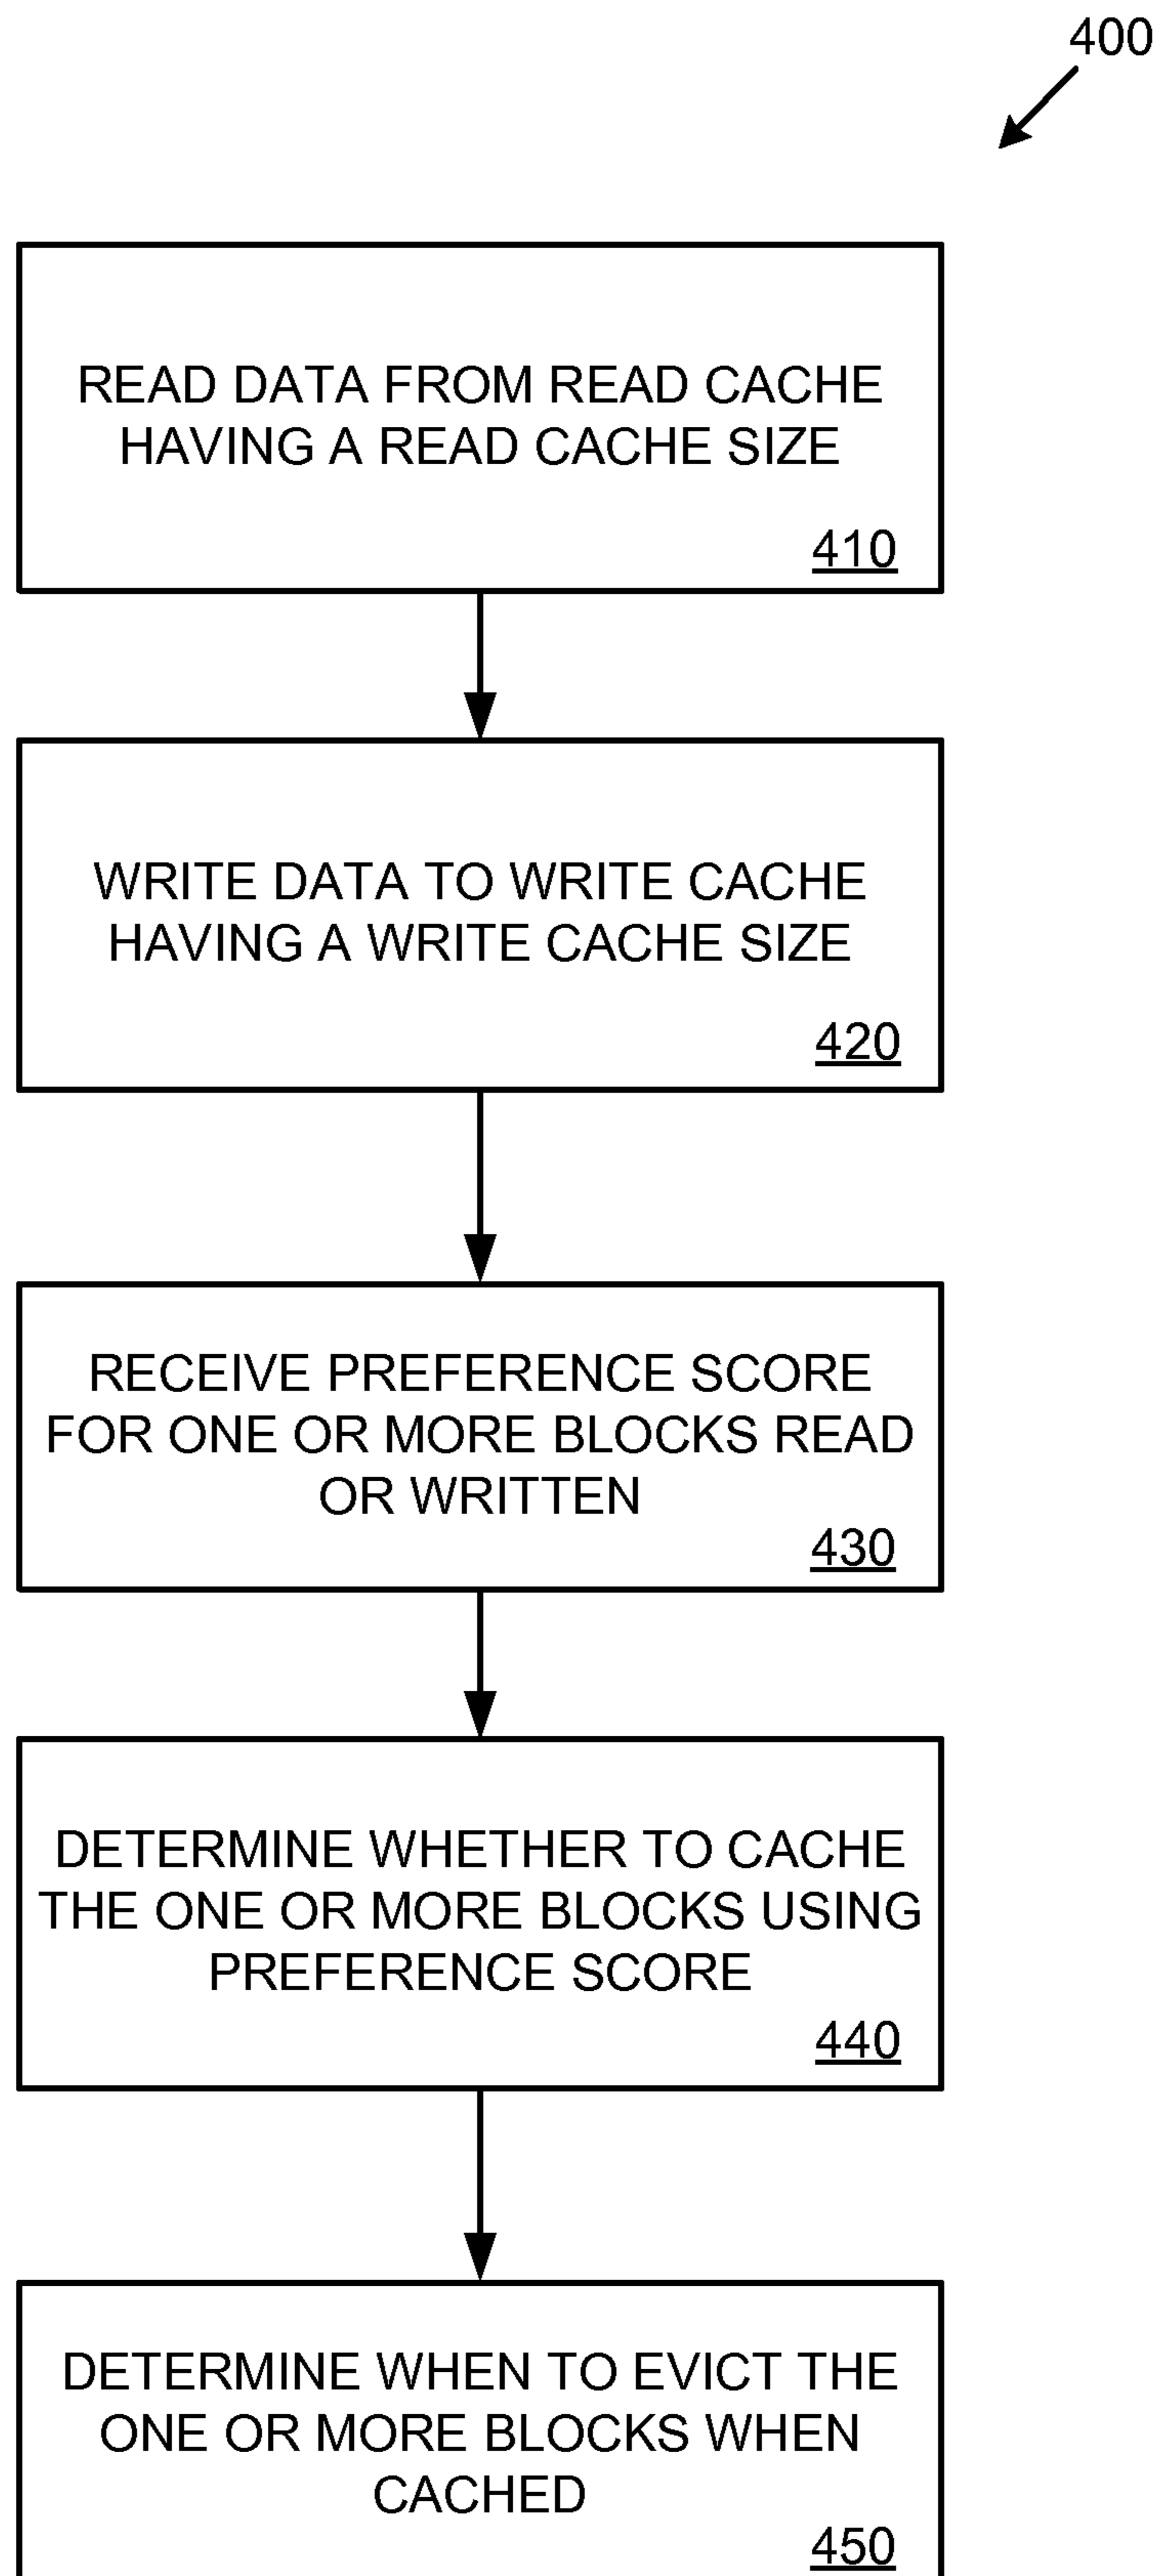 400
READ DATA FROM READ CACHE
HAVING A READ CACHE SIZE
410
WRITE DATA TO WRITE CACHE
HAVING A WRITE CACHE SIZE
420
RECEIVE PREFERENCE SCORE
FOR ONE OR MORE BLOCKS READ
OR WRITTEN
430
DETERMINE WHETHER TO CACHE
THE ONE OR MORE BLOCKS USING
PREFERENCE SCORE
440
DETERMINE WHEN TO EVICT THE
ONE OR MORE BLOCKS WHEN
CACHED
450